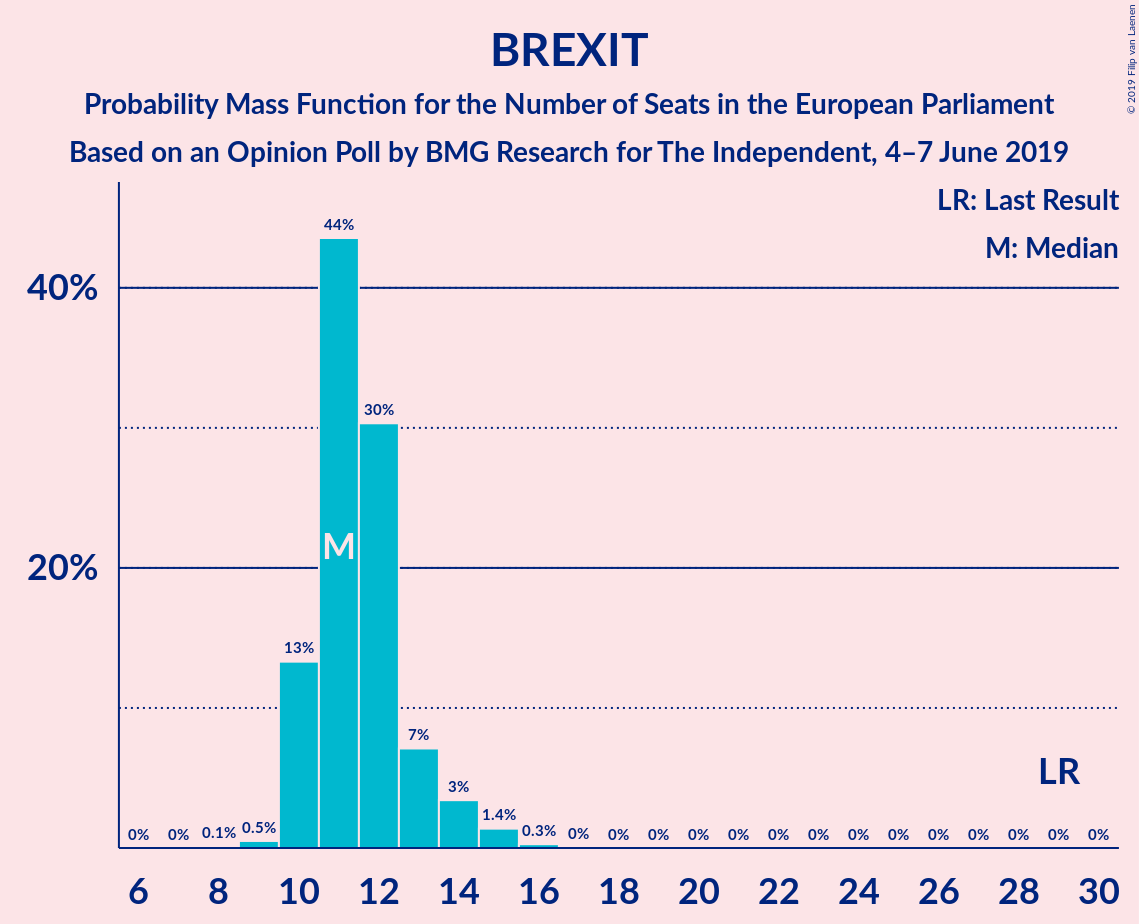 BREXIT
Probability Mass Function for the Number of Seats in the European Parliament
Based on an Opinion Poll by BMG Research for The Independent, 4–7 June 2019
© 2019 Filip van Laenen
LR: Last Result
M: Median
40%
20%
0% 0% 0.1% 0.5% 13% 44% 30% 7% 3% 1.4% 0.3% 0% 0% 0% 0% 0% 0% 0% 0% 0% 0% 0% 0% 0% 0%
M
LR
6 8 10 12 14 16 18 20 22 24 26 28 30